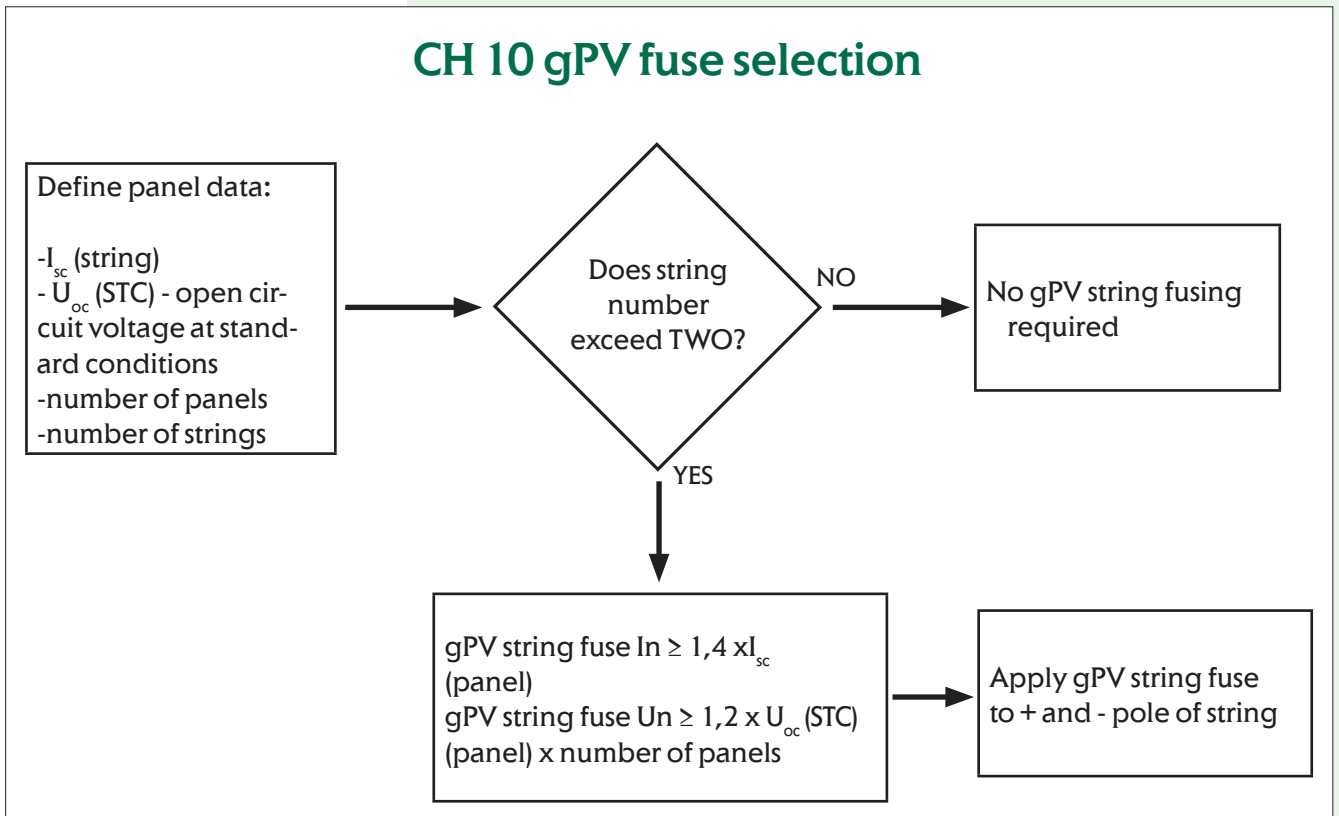 CH 10 gPV fuse selection
Define panel data:
-Isc (string)
- Uoc (STC) - open cir-
cuit voltage at stand-
ard conditions
-number of panels
-number of strings
Does string
number
exceed TWO?
NO
No gPV string fusing
required
YES
gPV string fuse In ≥ 1,4 xIsc
(panel)
gPV string fuse Un ≥ 1,2 x Uoc (STC)
(panel) x number of panels
Apply gPV string fuse
to + and - pole of string